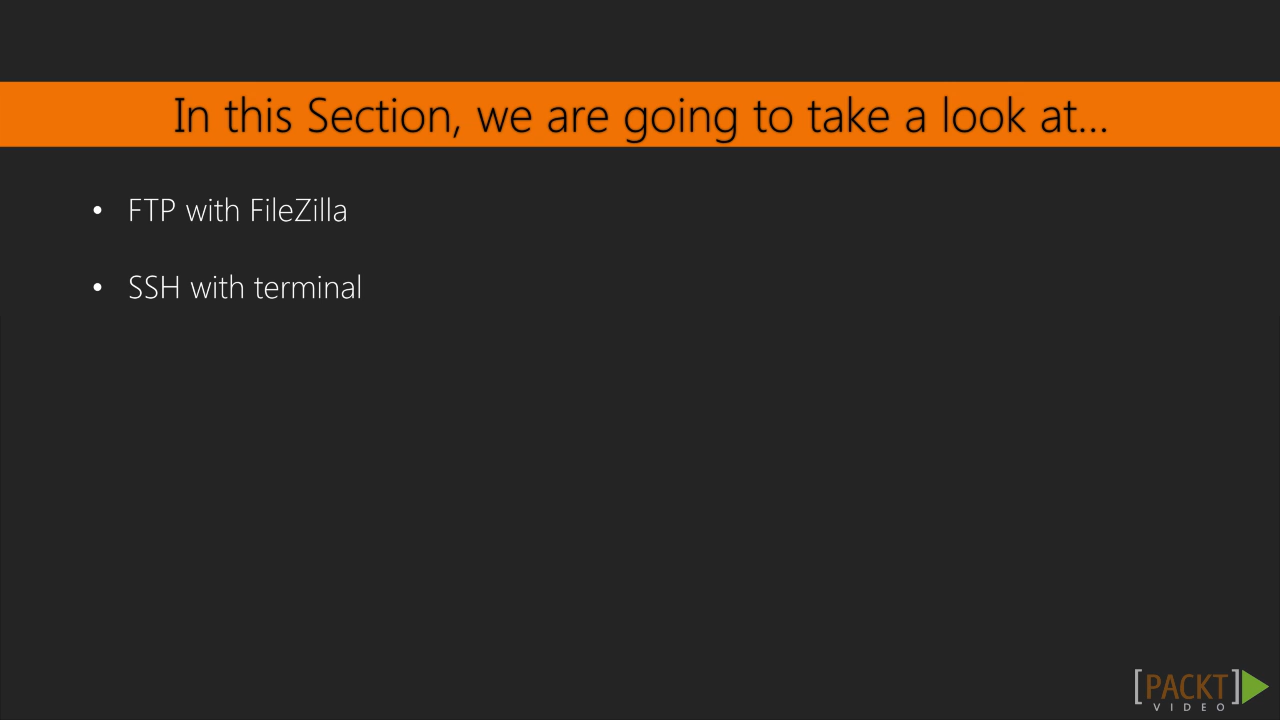 In this Section, we are going to take a look at...
• FTP with FileZilla
• SSH with terminal
[PACKT]
VIDEO